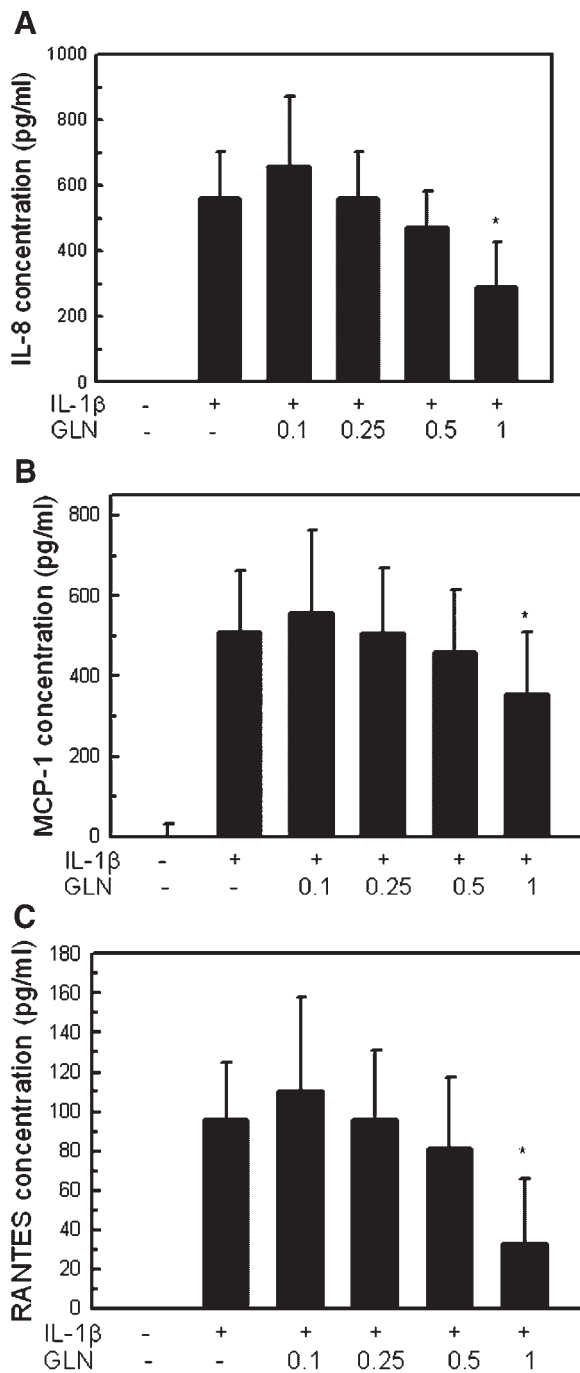 A
IL-8 concentration (pg/ml)
1000
800
600
400
200
0
*
IL-1β - + + + + +
GLN - - 0.1 0.25 0.5 1
B
MCP-1 concentration (pg/ml)
800
600
400
200
0
*
IL-1β - + + + + +
GLN - - 0.1 0.25 0.5 1
C
RANTES concentration (pg/ml)
180
160
140
120
100
80
60
40
20
0
*
IL-1β - + + + + +
GLN - - 0.1 0.25 0.5 1